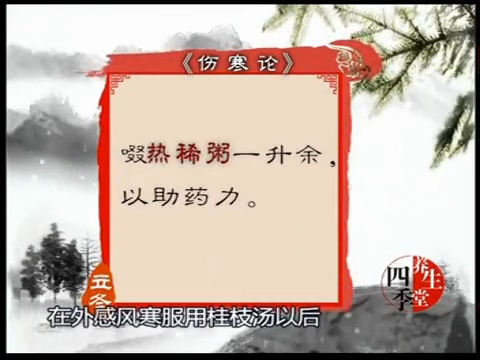 《伤寒论》
啜热稀粥一升余，
以助药力。
立冬
四季
养生堂
在外感风寒服用桂枝汤以后